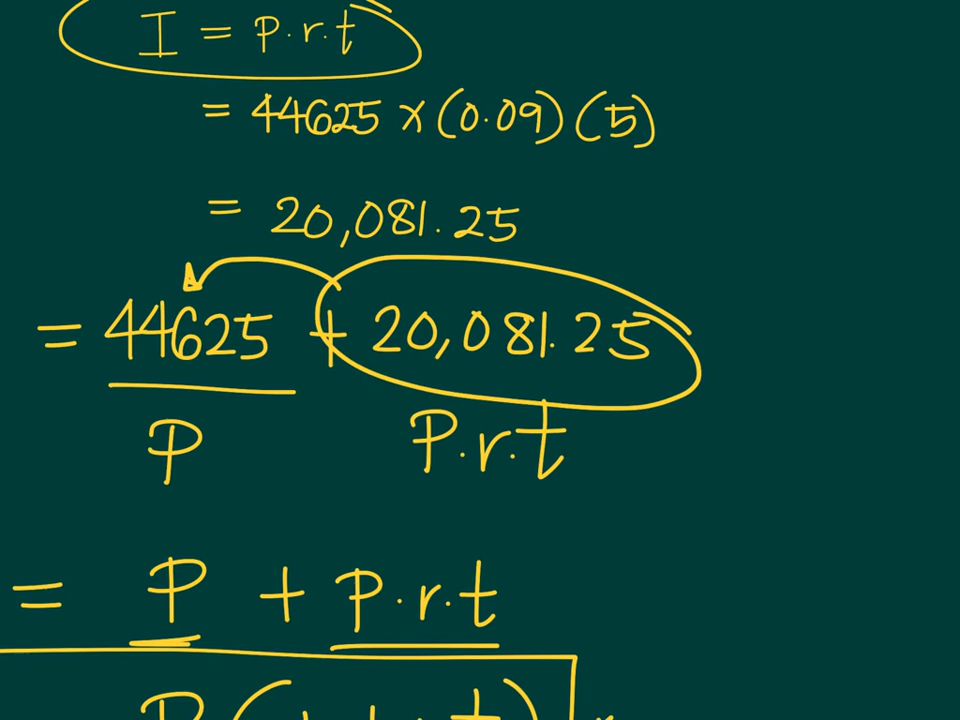 I = P.r.t
= 44625 × (0.09) (5)
= 20,081.25
= 44625 + 20,081.25
P P.r.t
= P + P.r.t